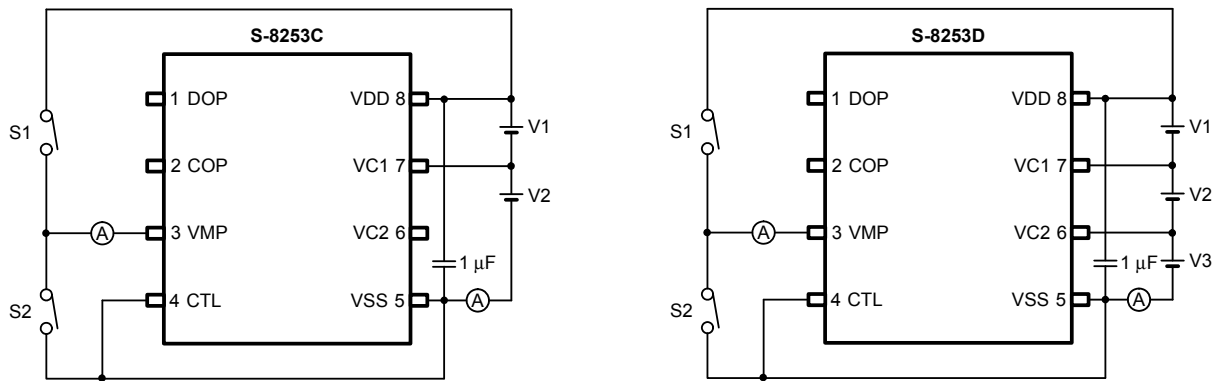 S-8253C
1 DOP VDD 8
V1
S1
2 COP VC1 7
V2
A 3 VMP VC2 6
1 μF
4 CTL VSS 5 A
S2
S-8253D
1 DOP VDD 8
V1
S1
2 COP VC1 7
V2
A 3 VMP VC2 6
1 μF V3
4 CTL VSS 5 A
S2